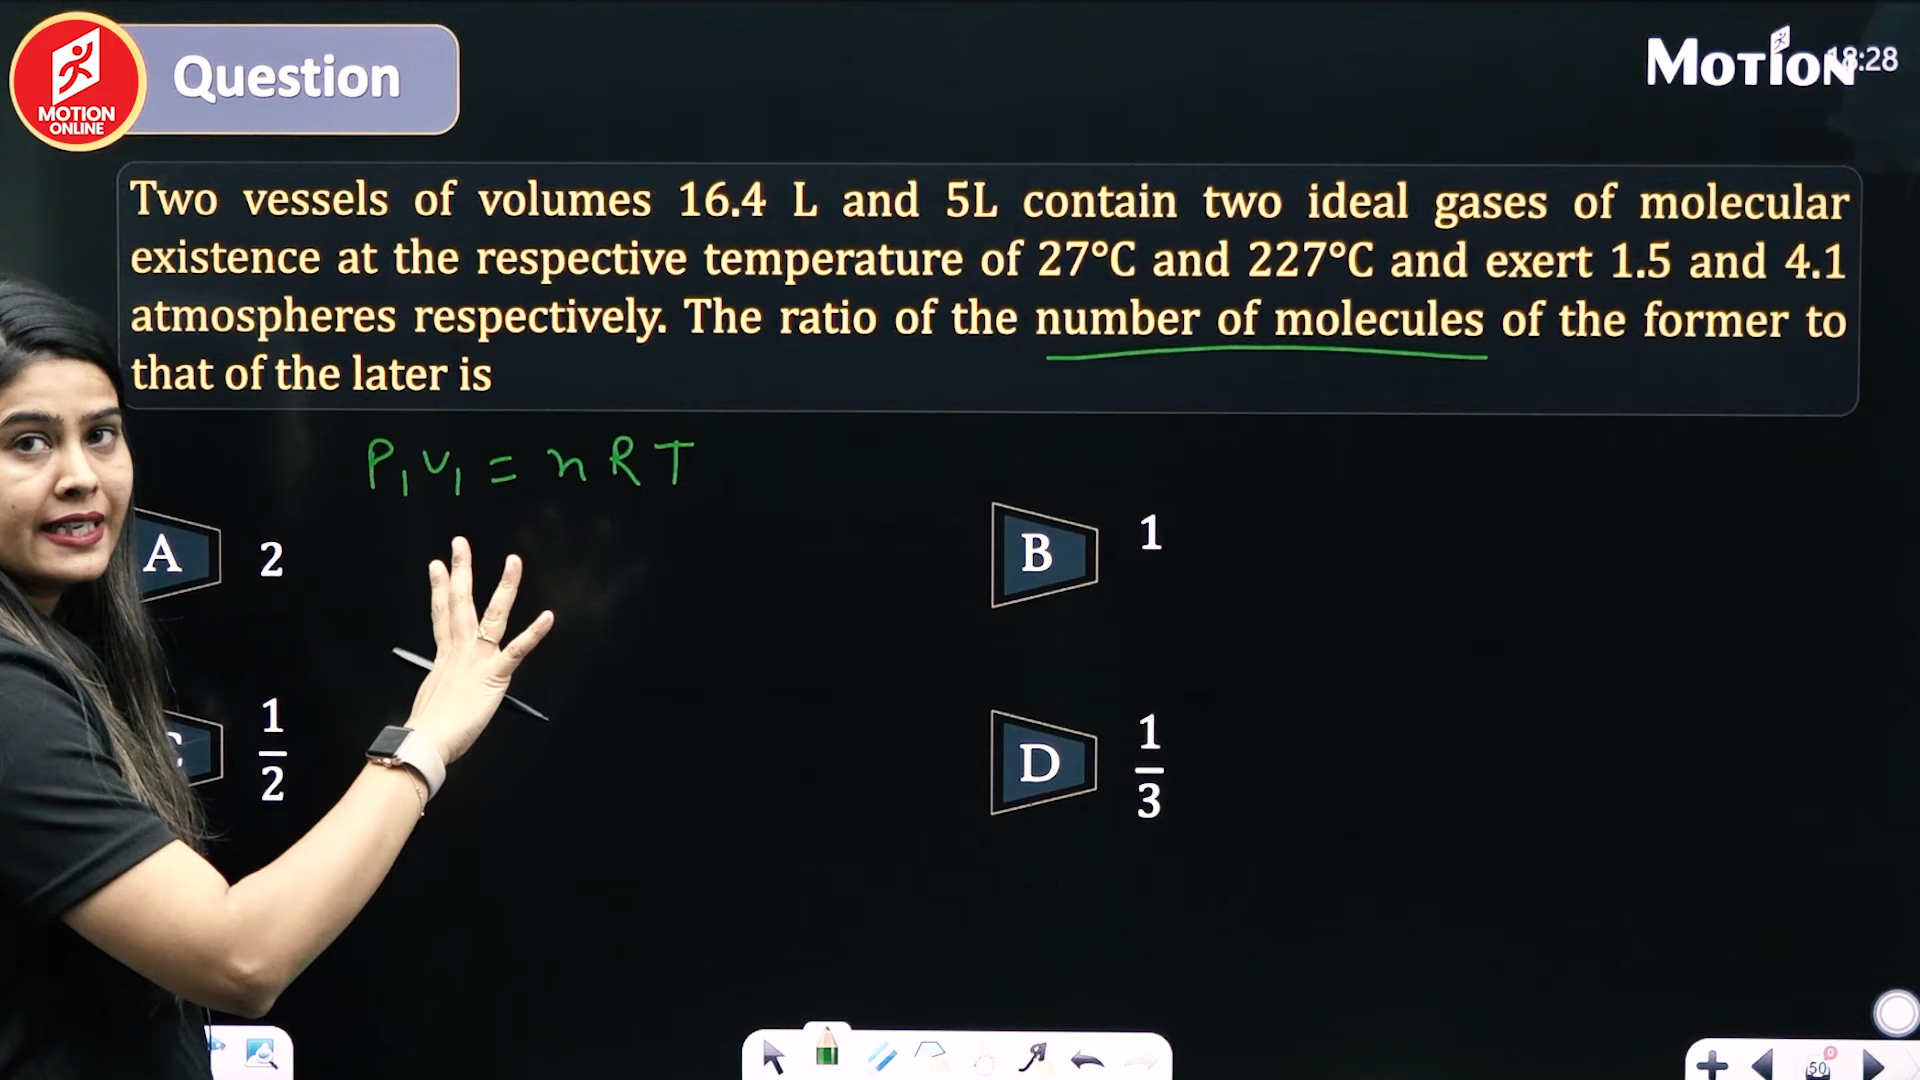 MOTION
ONLINE
Question
MOTION
18:28
Two vessels of volumes 16.4 L and 5L contain two ideal gases of molecular
existence at the respective temperature of 27°C and 227°C and exert 1.5 and 4.1
atmospheres respectively. The ratio of the number of molecules of the former to
that of the later is
P₁V₁ = nRT
A 2
B 1
C 1/2
D 1/3
50
0